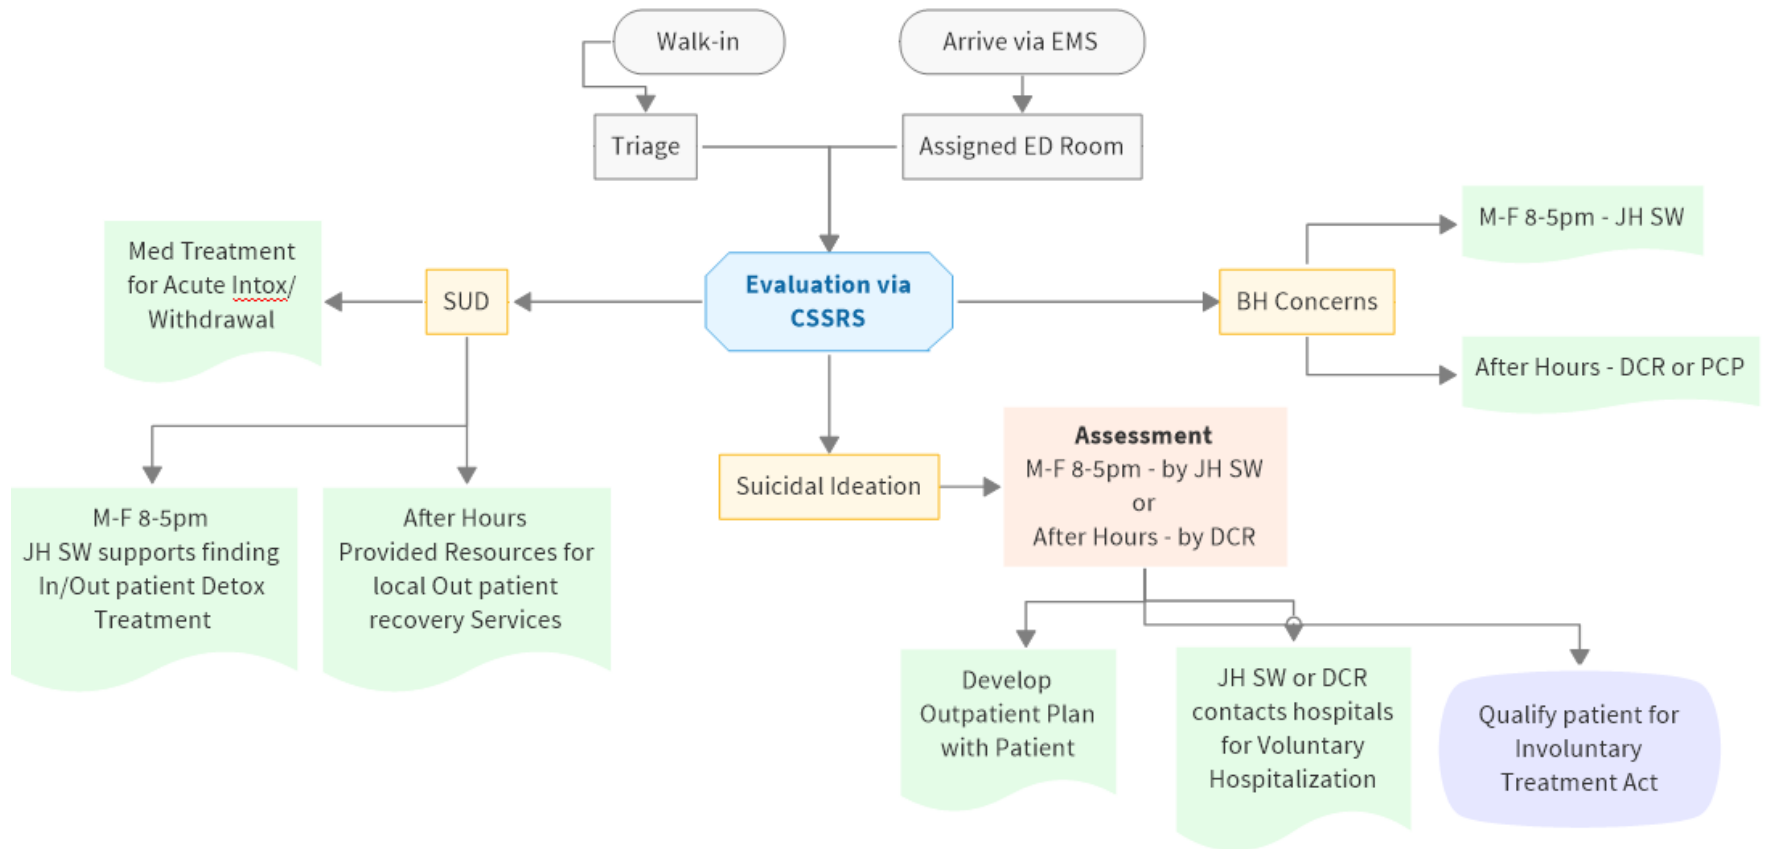 Walk-in
Arrive via EMS
Triage
Assigned ED Room
Evaluation via
CSSRS
SUD
Med Treatment
for Acute Intox/
Withdrawal
M-F 8-5pm
JH SW supports finding
In/Out patient Detox
Treatment
After Hours
Provided Resources for
local Out patient
recovery Services
BH Concerns
M-F 8-5pm - JH SW
After Hours - DCR or PCP
Suicidal Ideation
Assessment
M-F 8-5pm - by JH SW
or
After Hours - by DCR
Develop
Outpatient Plan
with Patient
JH SW or DCR
contacts hospitals
for Voluntary
Hospitalization
Qualify patient for
Involuntary
Treatment Act